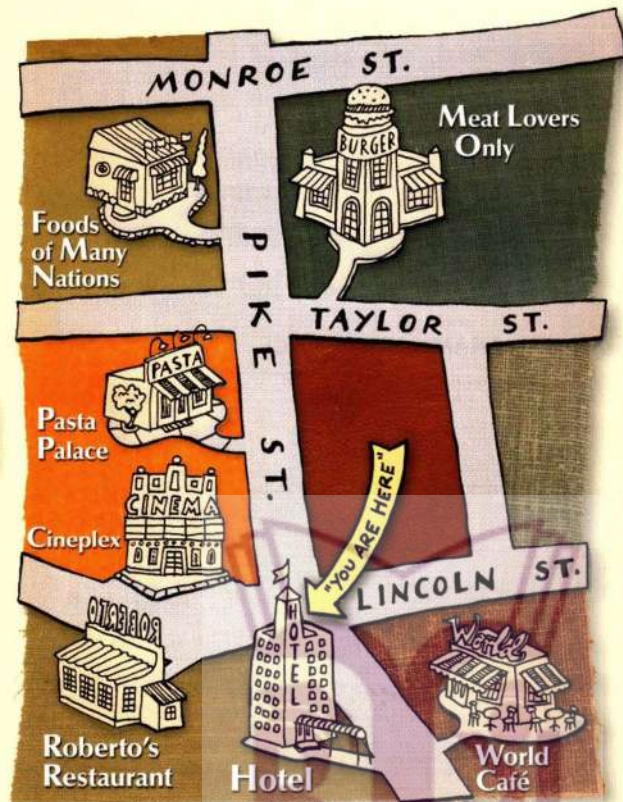 MONROE ST.
BURGER
Meat Lovers
Only
Foods
of Many
Nations
PIKE ST.
TAYLOR ST.
PASTA
Pasta
Palace
"YOU ARE HERE"
CINEMA
Cineplex
LINCOLN ST.
ROBERTO
HOTEL
World
Roberto's
Restaurant
Hotel
World
Café